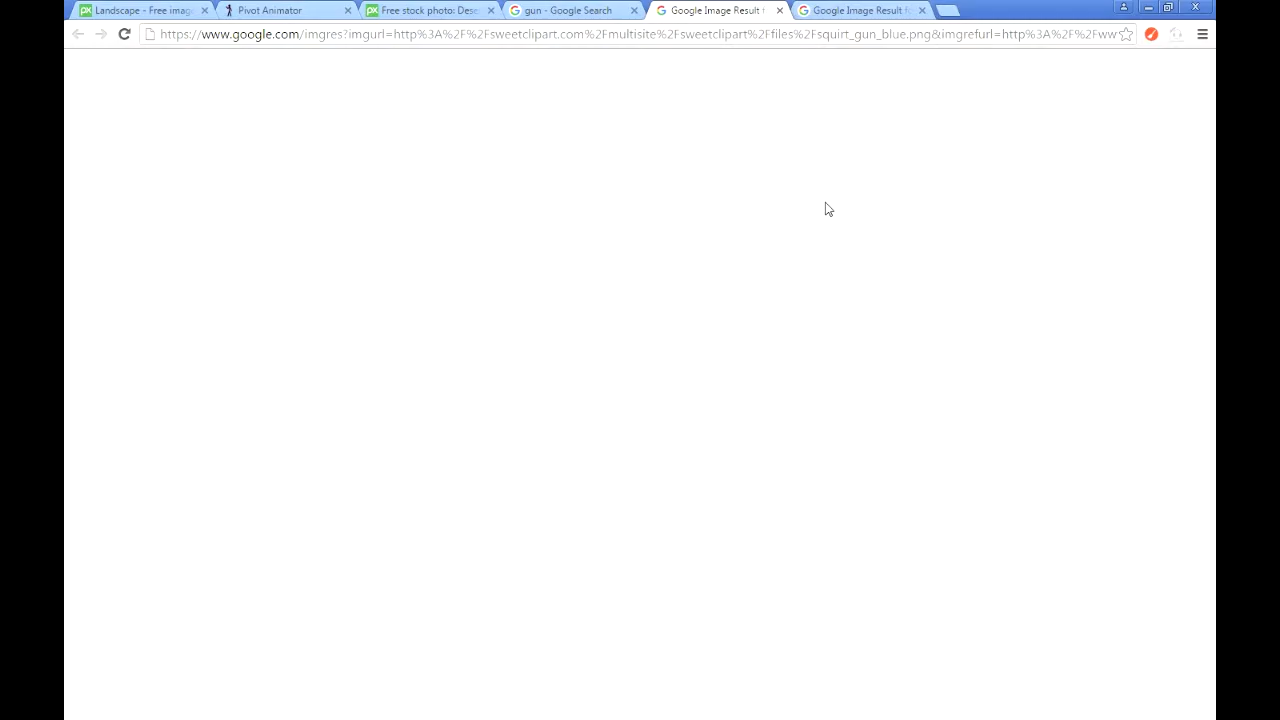 Landscape - Free imag
Pivot Animator
Free stock photo: Dese
gun - Google Search
Google Image Result f
Google Image Result fo
https://www.google.com/imgres?imgurl=http%3A%2F%2Fsweetclipart.com%2Fmultisite%2Fsweetclipart%2Ffiles%2Fsquirt_gun_blue.png&imgrefurl=http%3A%2F%2Fww